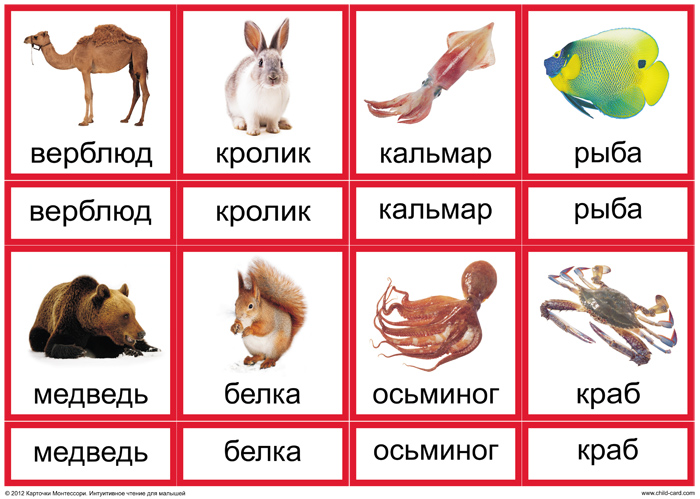 верблюд кролик кальмар рыба
верблюд кролик кальмар рыба
медведь белка осьминог краб
медведь белка осьминог краб
© 2012 Карточки Монтессори. Интуитивное чтение для малышей www.child-card.com